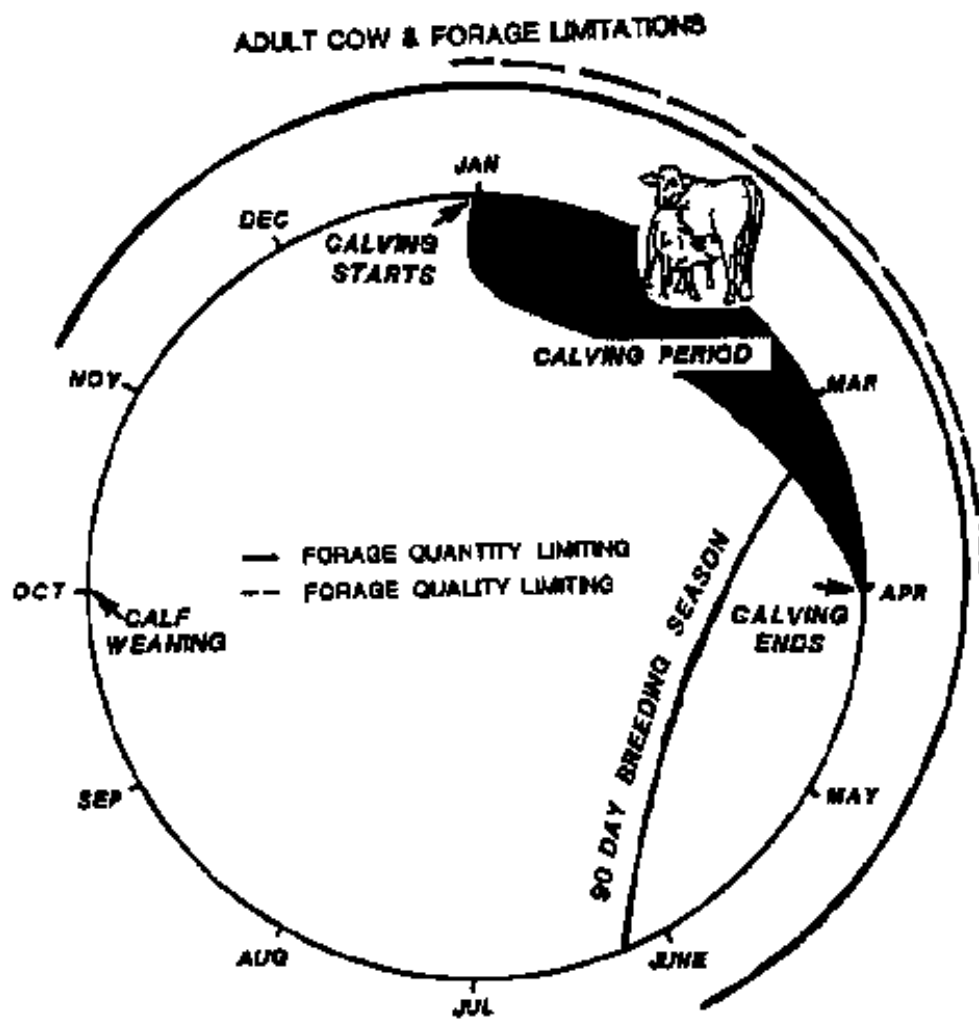 ADULT COW & FORAGE LIMITATIONS
JAN
DEC
CALVING
STARTS
NOV
CALVING PERIOD
MAR
FORAGE QUANTITY LIMITING
FORAGE QUALITY LIMITING
OCT
CALF
WEANING
90 DAY BREEDING SEASON
CALVING
ENDS
APR
SEP
MAY
AUG
JUNE
JUL